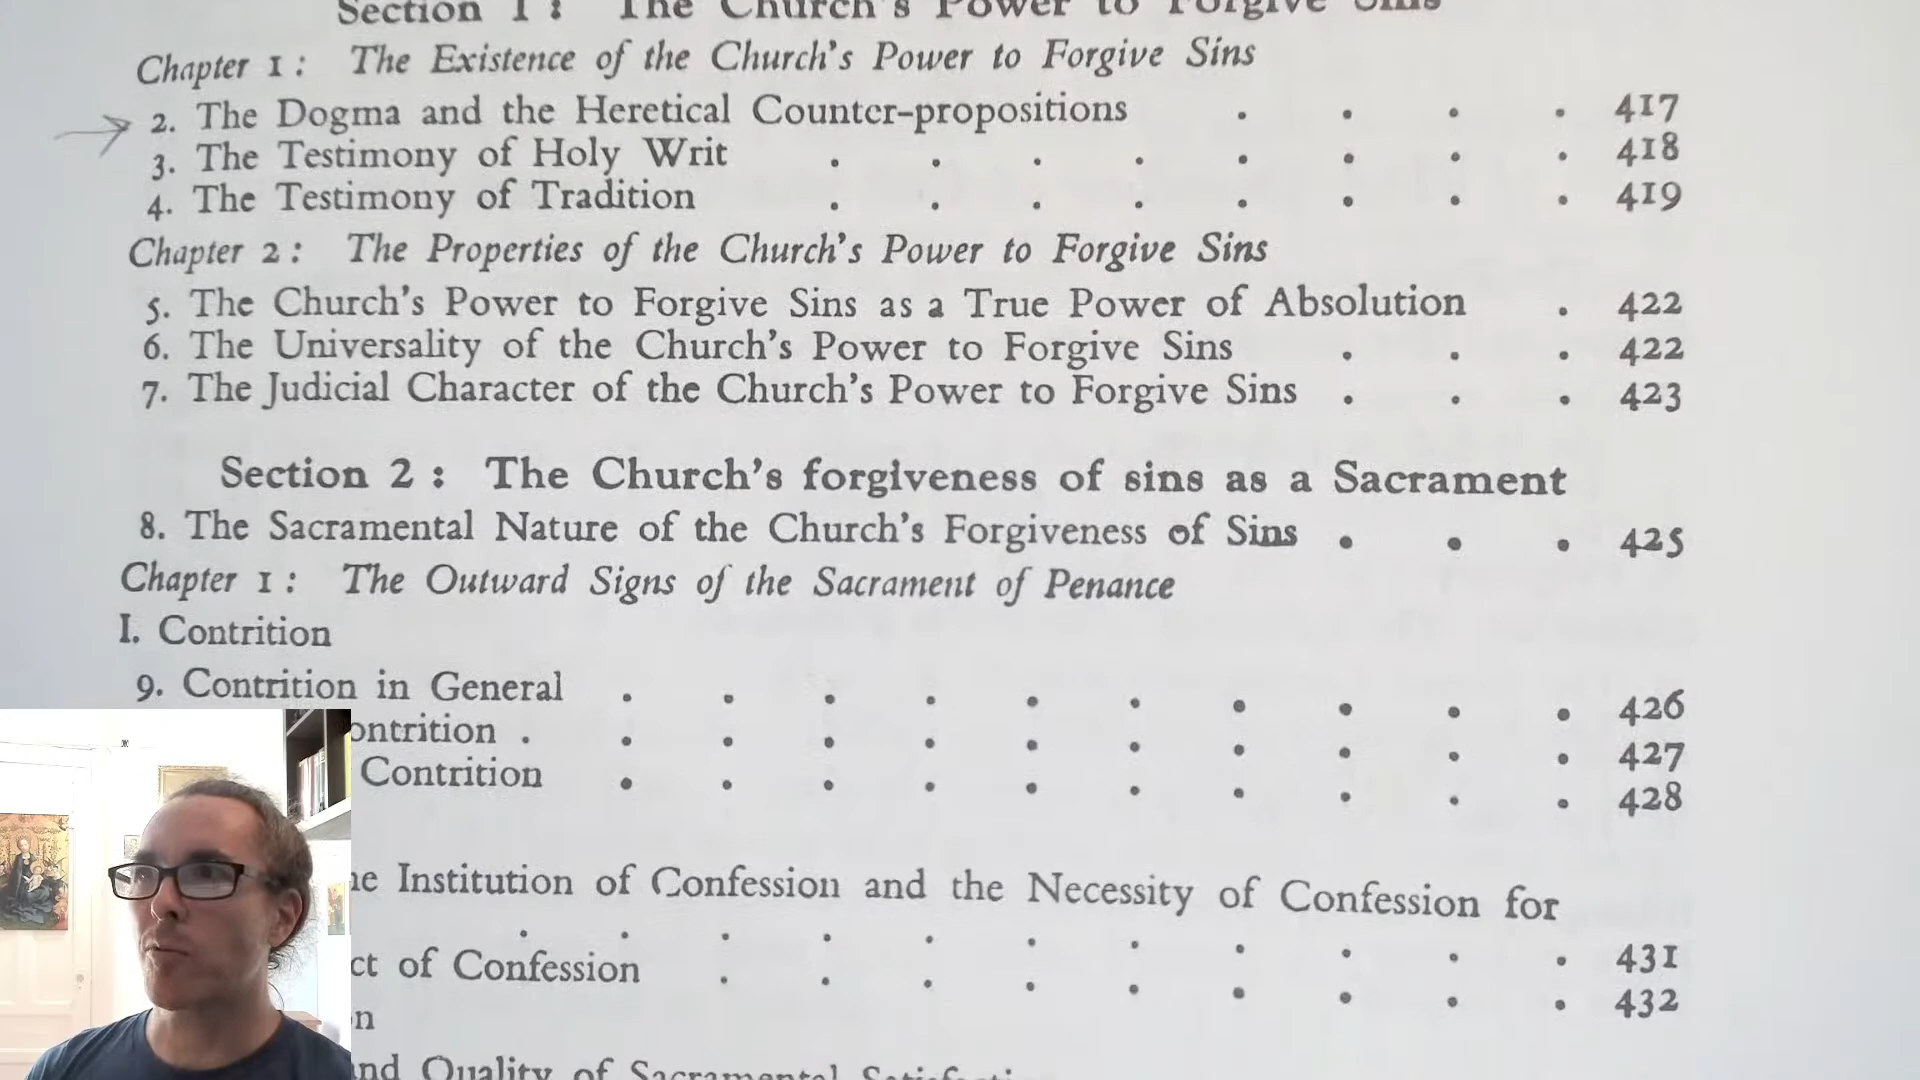 Section 1 : The Church's Power to Forgive Sins
Chapter 1 : The Existence of the Church's Power to Forgive Sins
2. The Dogma and the Heretical Counter-propositions . . . . 417
3. The Testimony of Holy Writ . . . . . . . . 418
4. The Testimony of Tradition . . . . . . . . 419
Chapter 2 : The Properties of the Church's Power to Forgive Sins
5. The Church's Power to Forgive Sins as a True Power of Absolution . 422
6. The Universality of the Church's Power to Forgive Sins . . . 422
7. The Judicial Character of the Church's Power to Forgive Sins . . . 423
Section 2 : The Church's forgiveness of sins as a Sacrament
8. The Sacramental Nature of the Church's Forgiveness of Sins . . . 425
Chapter 1 : The Outward Signs of the Sacrament of Penance
I. Contrition
9. Contrition in General . . . . . . . . . . 426
ontrition . . . . . . . . . . . 427
Contrition . . . . . . . . . . 428
he Institution of Confession and the Necessity of Confession for
. . . . . . . . . . . 431
ct of Confession . . . . . . . . . 432
n
and Quality of Sacramental